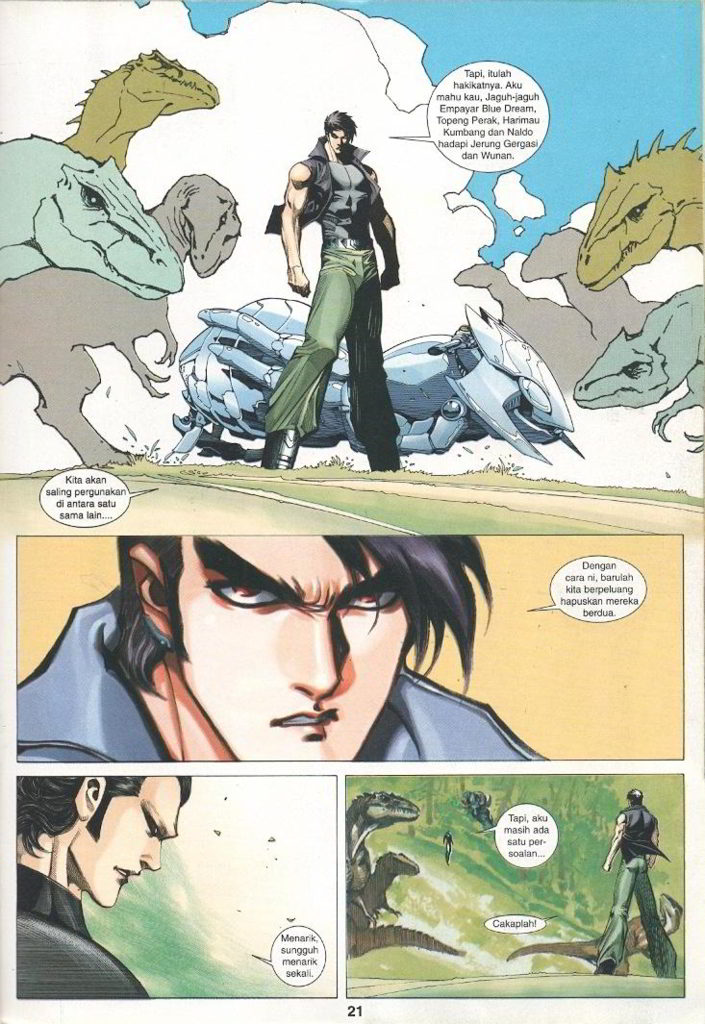 Tapi, itulah
hakikatnya. Aku
mahu kau, Jaguh-jaguh
Empayar Blue Dream,
Topeng Perak, Harimau
Kumbang dan Naldo
hadapi Jerung Gergasi
dan Wunan.
Kita akan
saling pergunakan
di antara satu
sama lain....
Dengan
cara ni, barulah
kita berpeluang
hapuskan mereka
berdua.
Menarik,
sungguh
menarik
sekali.
Tapi, aku
masih ada
satu per-
soalan...
Cakaplah!
21